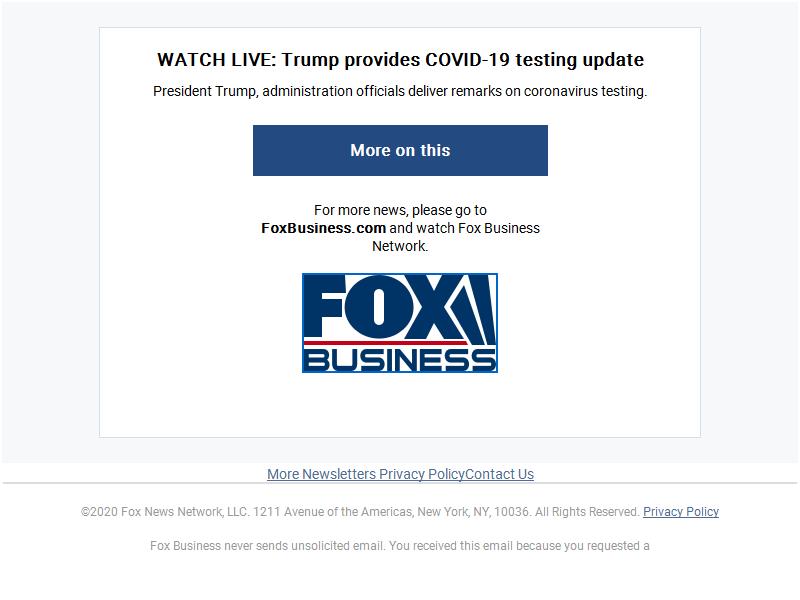 WATCH LIVE: Trump provides COVID-19 testing update
President Trump, administration officials deliver remarks on coronavirus testing.
More on this
For more news, please go to
FoxBusiness.com and watch Fox Business
Network.
FOX
BUSINESS
More Newsletters Privacy PolicyContact Us
©2020 Fox News Network, LLC. 1211 Avenue of the Americas, New York, NY, 10036. All Rights Reserved. Privacy Policy
Fox Business never sends unsolicited email. You received this email because you requested a